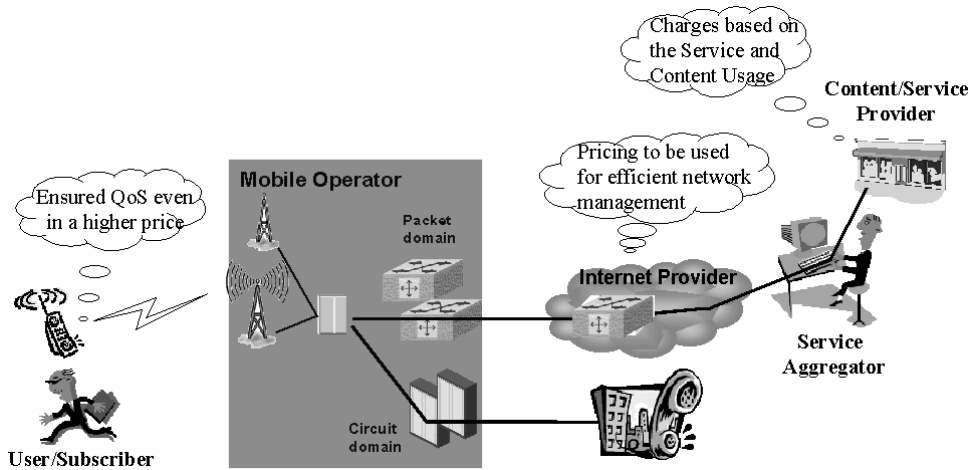 Charges based on
the Service and
Content Usage
Content/Service
Provider
Pricing to be used
for efficient network
management
Mobile Operator
Ensured QoS even
in a higher price
Packet
domain
Internet Provider
Service
Aggregator
Circuit
domain
User/Subscriber